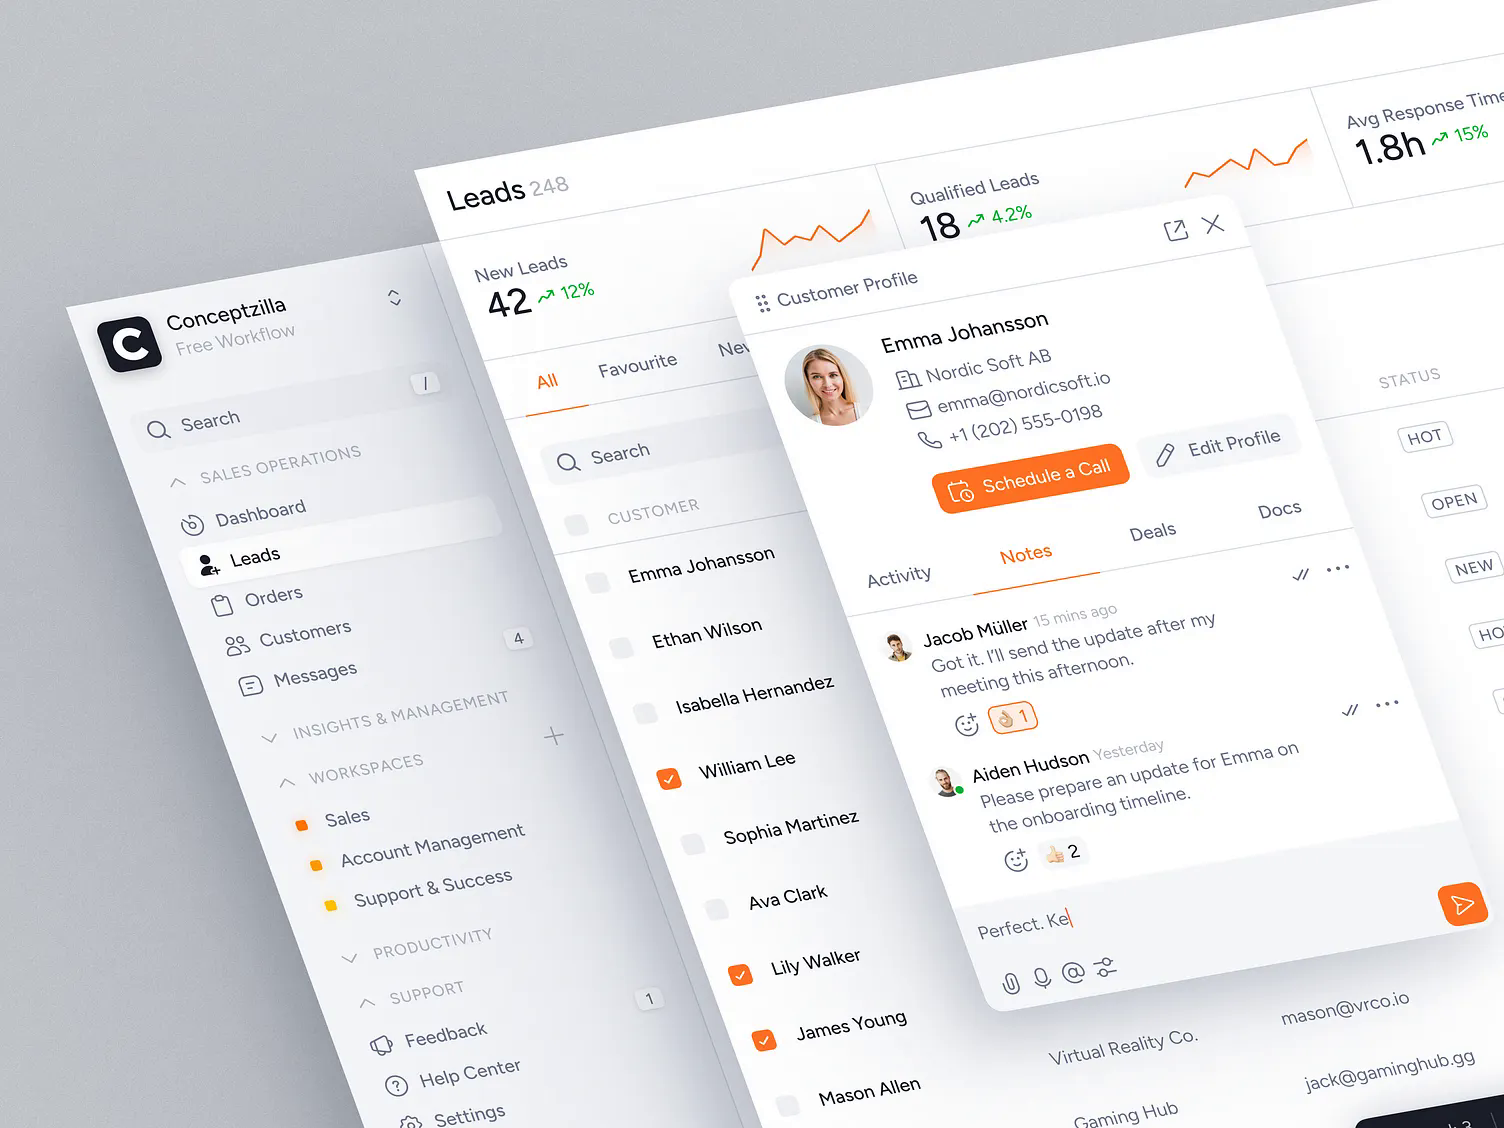 C
Conceptzilla
Free Workflow
/
Search
SALES OPERATIONS
Dashboard
Leads
Orders
Customers
Messages
4
INSIGHTS & MANAGEMENT
WORKSPACES
Sales
Account Management
Support & Success
PRODUCTIVITY
SUPPORT
Feedback
1
Help Center
Settings
Leads 248
New Leads
42 12%
Qualified Leads
18 4.2%
Avg Response Time
1.8h 15%
All
Favourite
Search
CUSTOMER
STATUS
Emma Johansson
HOT
Ethan Wilson
OPEN
Isabella Hernandez
NEW
William Lee
Sophia Martinez
Ava Clark
Lily Walker
James Young
Mason Allen
Virtual Reality Co.
mason@vrco.io
Gaming Hub
jack@gaminghub.gg
Customer Profile
Emma Johansson
Nordic Soft AB
emma@nordicsoft.io
+1 (202) 555-0198
Schedule a Call
Edit Profile
Activity
Notes
Deals
Docs
Jacob Müller 15 mins ago
Got it. I'll send the update after my
meeting this afternoon.
1
Aiden Hudson Yesterday
Please prepare an update for Emma on
the onboarding timeline.
2
Perfect. Ke